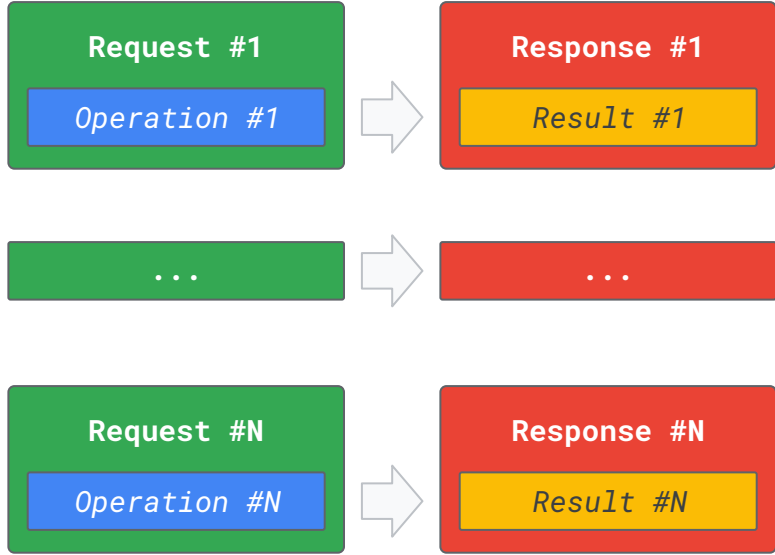 Request #1
Response #1
Operation #1
Result #1
...
...
Request #N
Response #N
Operation #N
Result #N